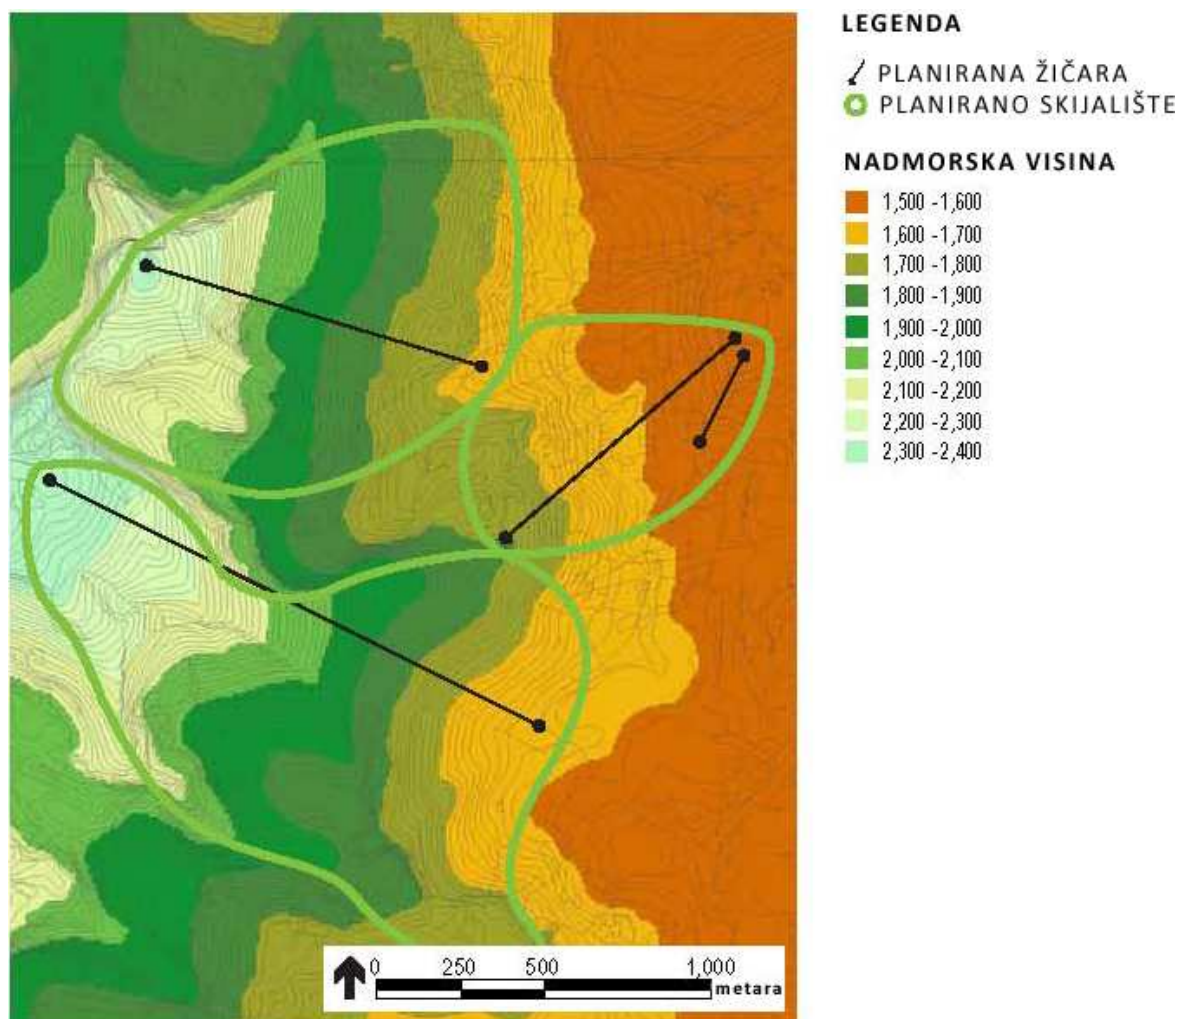 LEGENDA
PLANIRANA ŽIČARA
PLANIRANO SKIJALIŠTE
NADMORSKA VISINA
1,500 -1,600
1,600 -1,700
1,700 -1,800
1,800 -1,900
1,900 -2,000
2,000 -2,100
2,100 -2,200
2,200 -2,300
2,300 -2,400
0 250 500 1,000
metara